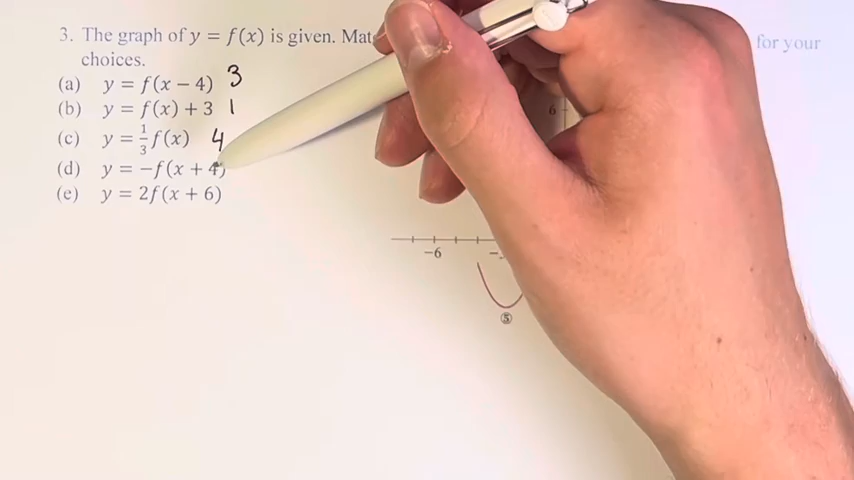 3. The graph of y = f(x) is given. for your
choices.
(a) y = f(x − 4) 3
(b) y = f(x) + 3 1
(c) y = 1/3 f(x) 4
(d) y = −f(x + 4)
(e) y = 2f(x + 6)
6
−6
⑤